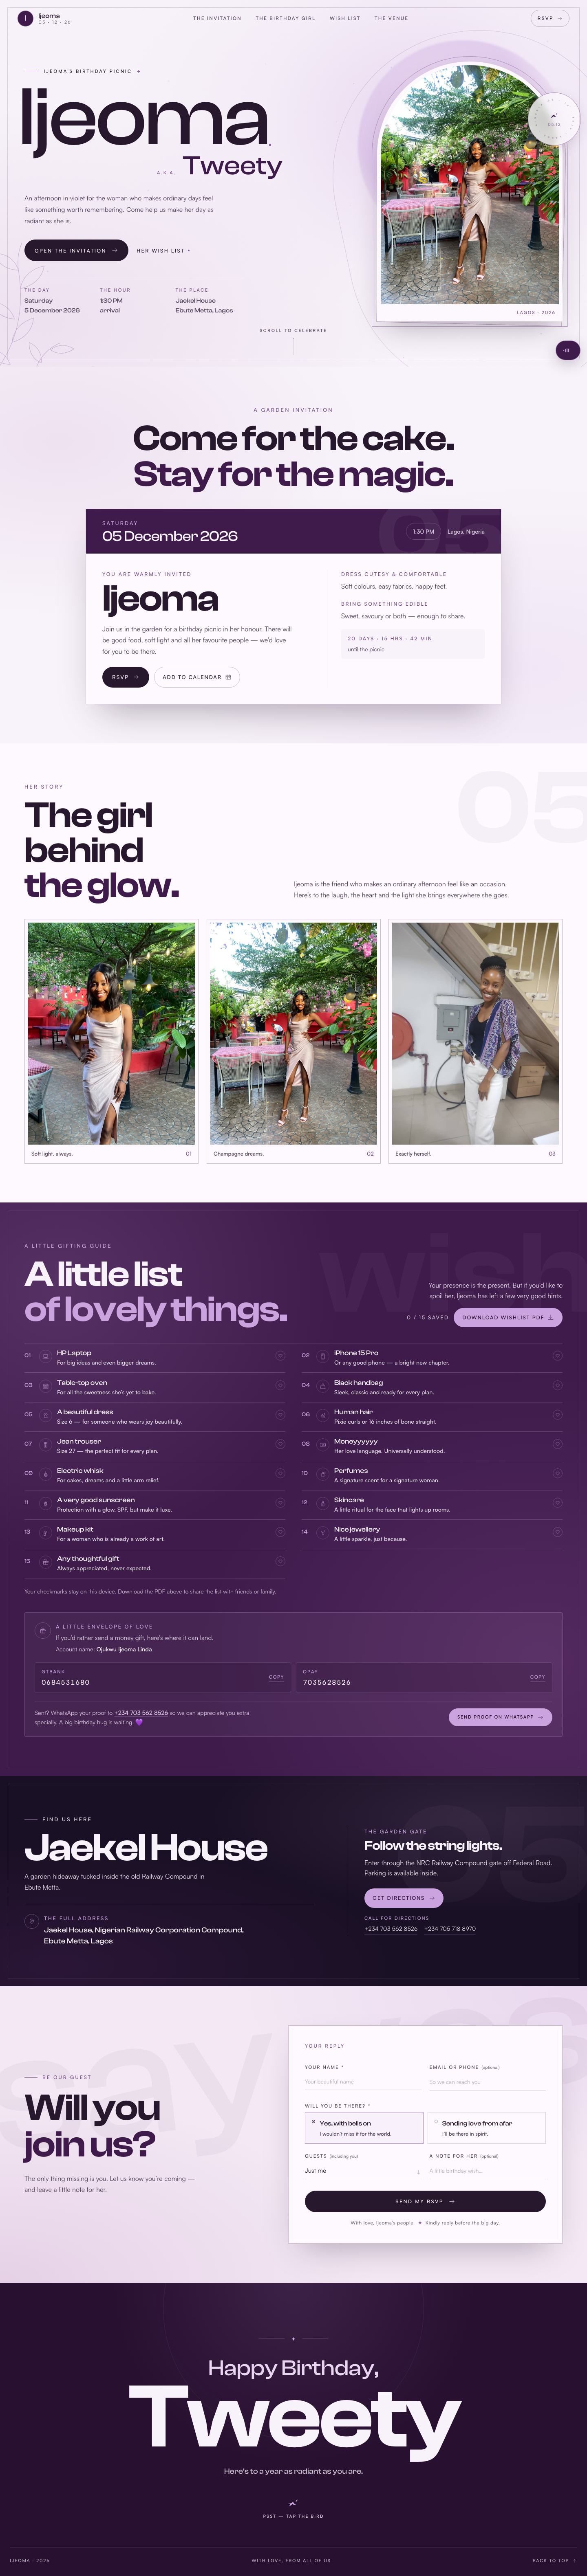 I
Ijeoma
05 · 12 · 26
THE INVITATION
THE BIRTHDAY GIRL
WISH LIST
THE VENUE
RSVP →
IJEOMA'S BIRTHDAY PICNIC
Ijeoma.
A.K.A. Tweety
An afternoon in violet for the woman who makes ordinary days feel
like something worth remembering. Come help us make her day as
radiant as she is.
OPEN THE INVITATION →
HER WISH LIST
THE DAY
Saturday
5 December 2026
THE HOUR
1:30 PM
arrival
THE PLACE
Jaekel House
Ebute Metta, Lagos
05.12
LAGOS · 2026
SCROLL TO CELEBRATE
A GARDEN INVITATION
Come for the cake.
Stay for the magic.
SATURDAY
05 December 2026
05
1:30 PM
Lagos, Nigeria
YOU ARE WARMLY INVITED
Ijeoma
Join us in the garden for a birthday picnic in her honour. There will
be good food, soft light and all her favourite people — we'd love
for you to be there.
RSVP →
ADD TO CALENDAR
DRESS CUTESY & COMFORTABLE
Soft colours, easy fabrics, happy feet.
BRING SOMETHING EDIBLE
Sweet, savoury or both — enough to share.
20 DAYS · 15 HRS · 42 MIN
until the picnic
05
HER STORY
The girl
behind
the glow.
Ijeoma is the friend who makes an ordinary afternoon feel like an occasion.
Here's to the laugh, the heart and the light she brings everywhere she goes.
Soft light, always.
01
Champagne dreams.
02
Exactly herself.
03
wish
A LITTLE GIFTING GUIDE
A little list
of lovely things.
Your presence is the present. But if you'd like to
spoil her, Ijeoma has left a few very good hints.
0 / 15 SAVED
DOWNLOAD WISHLIST PDF
01
HP Laptop
For big ideas and even bigger dreams.
02
iPhone 15 Pro
Or any good phone — a bright new chapter.
03
Table-top oven
For all the sweetness she's yet to bake.
04
Black handbag
Sleek, classic and ready for every plan.
05
A beautiful dress
Size 6 — for someone who wears joy beautifully.
06
Human hair
Pixie curls or 16 inches of bone straight.
07
Jean trouser
Size 27 — the perfect fit for every plan.
08
Moneyyyyyy
Her love language. Universally understood.
09
Electric whisk
For cakes, dreams and a little arm relief.
10
Perfumes
A signature scent for a signature woman.
11
A very good sunscreen
Protection with a glow. SPF, but make it luxe.
12
Skincare
A little ritual for the face that lights up rooms.
13
Makeup kit
For a woman who is already a work of art.
14
Nice jewellery
A little sparkle, just because.
15
Any thoughtful gift
Always appreciated, never expected.
Your checkmarks stay on this device. Download the PDF above to share the list with friends or family.
A LITTLE ENVELOPE OF LOVE
If you'd rather send a money gift, here's where it can land.
Account name: Ojukwu Ijeoma Linda
GTBANK
0684531680
COPY
OPAY
7035628526
COPY
Sent? WhatsApp your proof to +234 703 562 8526 so we can appreciate you extra
specially. A big birthday hug is waiting. 💜
SEND PROOF ON WHATSAPP →
FIND US HERE
Jaekel House
A garden hideaway tucked inside the old Railway Compound in
Ebute Metta.
THE FULL ADDRESS
Jaekel House, Nigerian Railway Corporation Compound,
Ebute Metta, Lagos
THE GARDEN GATE
Follow the string lights.
Enter through the NRC Railway Compound gate off Federal Road.
Parking is available inside.
GET DIRECTIONS →
CALL FOR DIRECTIONS
+234 703 562 8526
+234 705 718 8970
BE OUR GUEST
Will you
join us?
The only thing missing is you. Let us know you're coming —
and leave a little note for her.
YOUR REPLY
YOUR NAME *
Your beautiful name
EMAIL OR PHONE (optional)
So we can reach you
WILL YOU BE THERE? *
Yes, with bells on
I wouldn't miss it for the world.
Sending love from afar
I'll be there in spirit.
GUESTS (including you)
Just me
A NOTE FOR HER (optional)
A little birthday wish...
SEND MY RSVP →
With love, Ijeoma's people. ✦ Kindly reply before the big day.
Happy Birthday,
Tweety
Here's to a year as radiant as you are.
PSST — TAP THE BIRD
IJEOMA · 2026
WITH LOVE, FROM ALL OF US
BACK TO TOP ↑